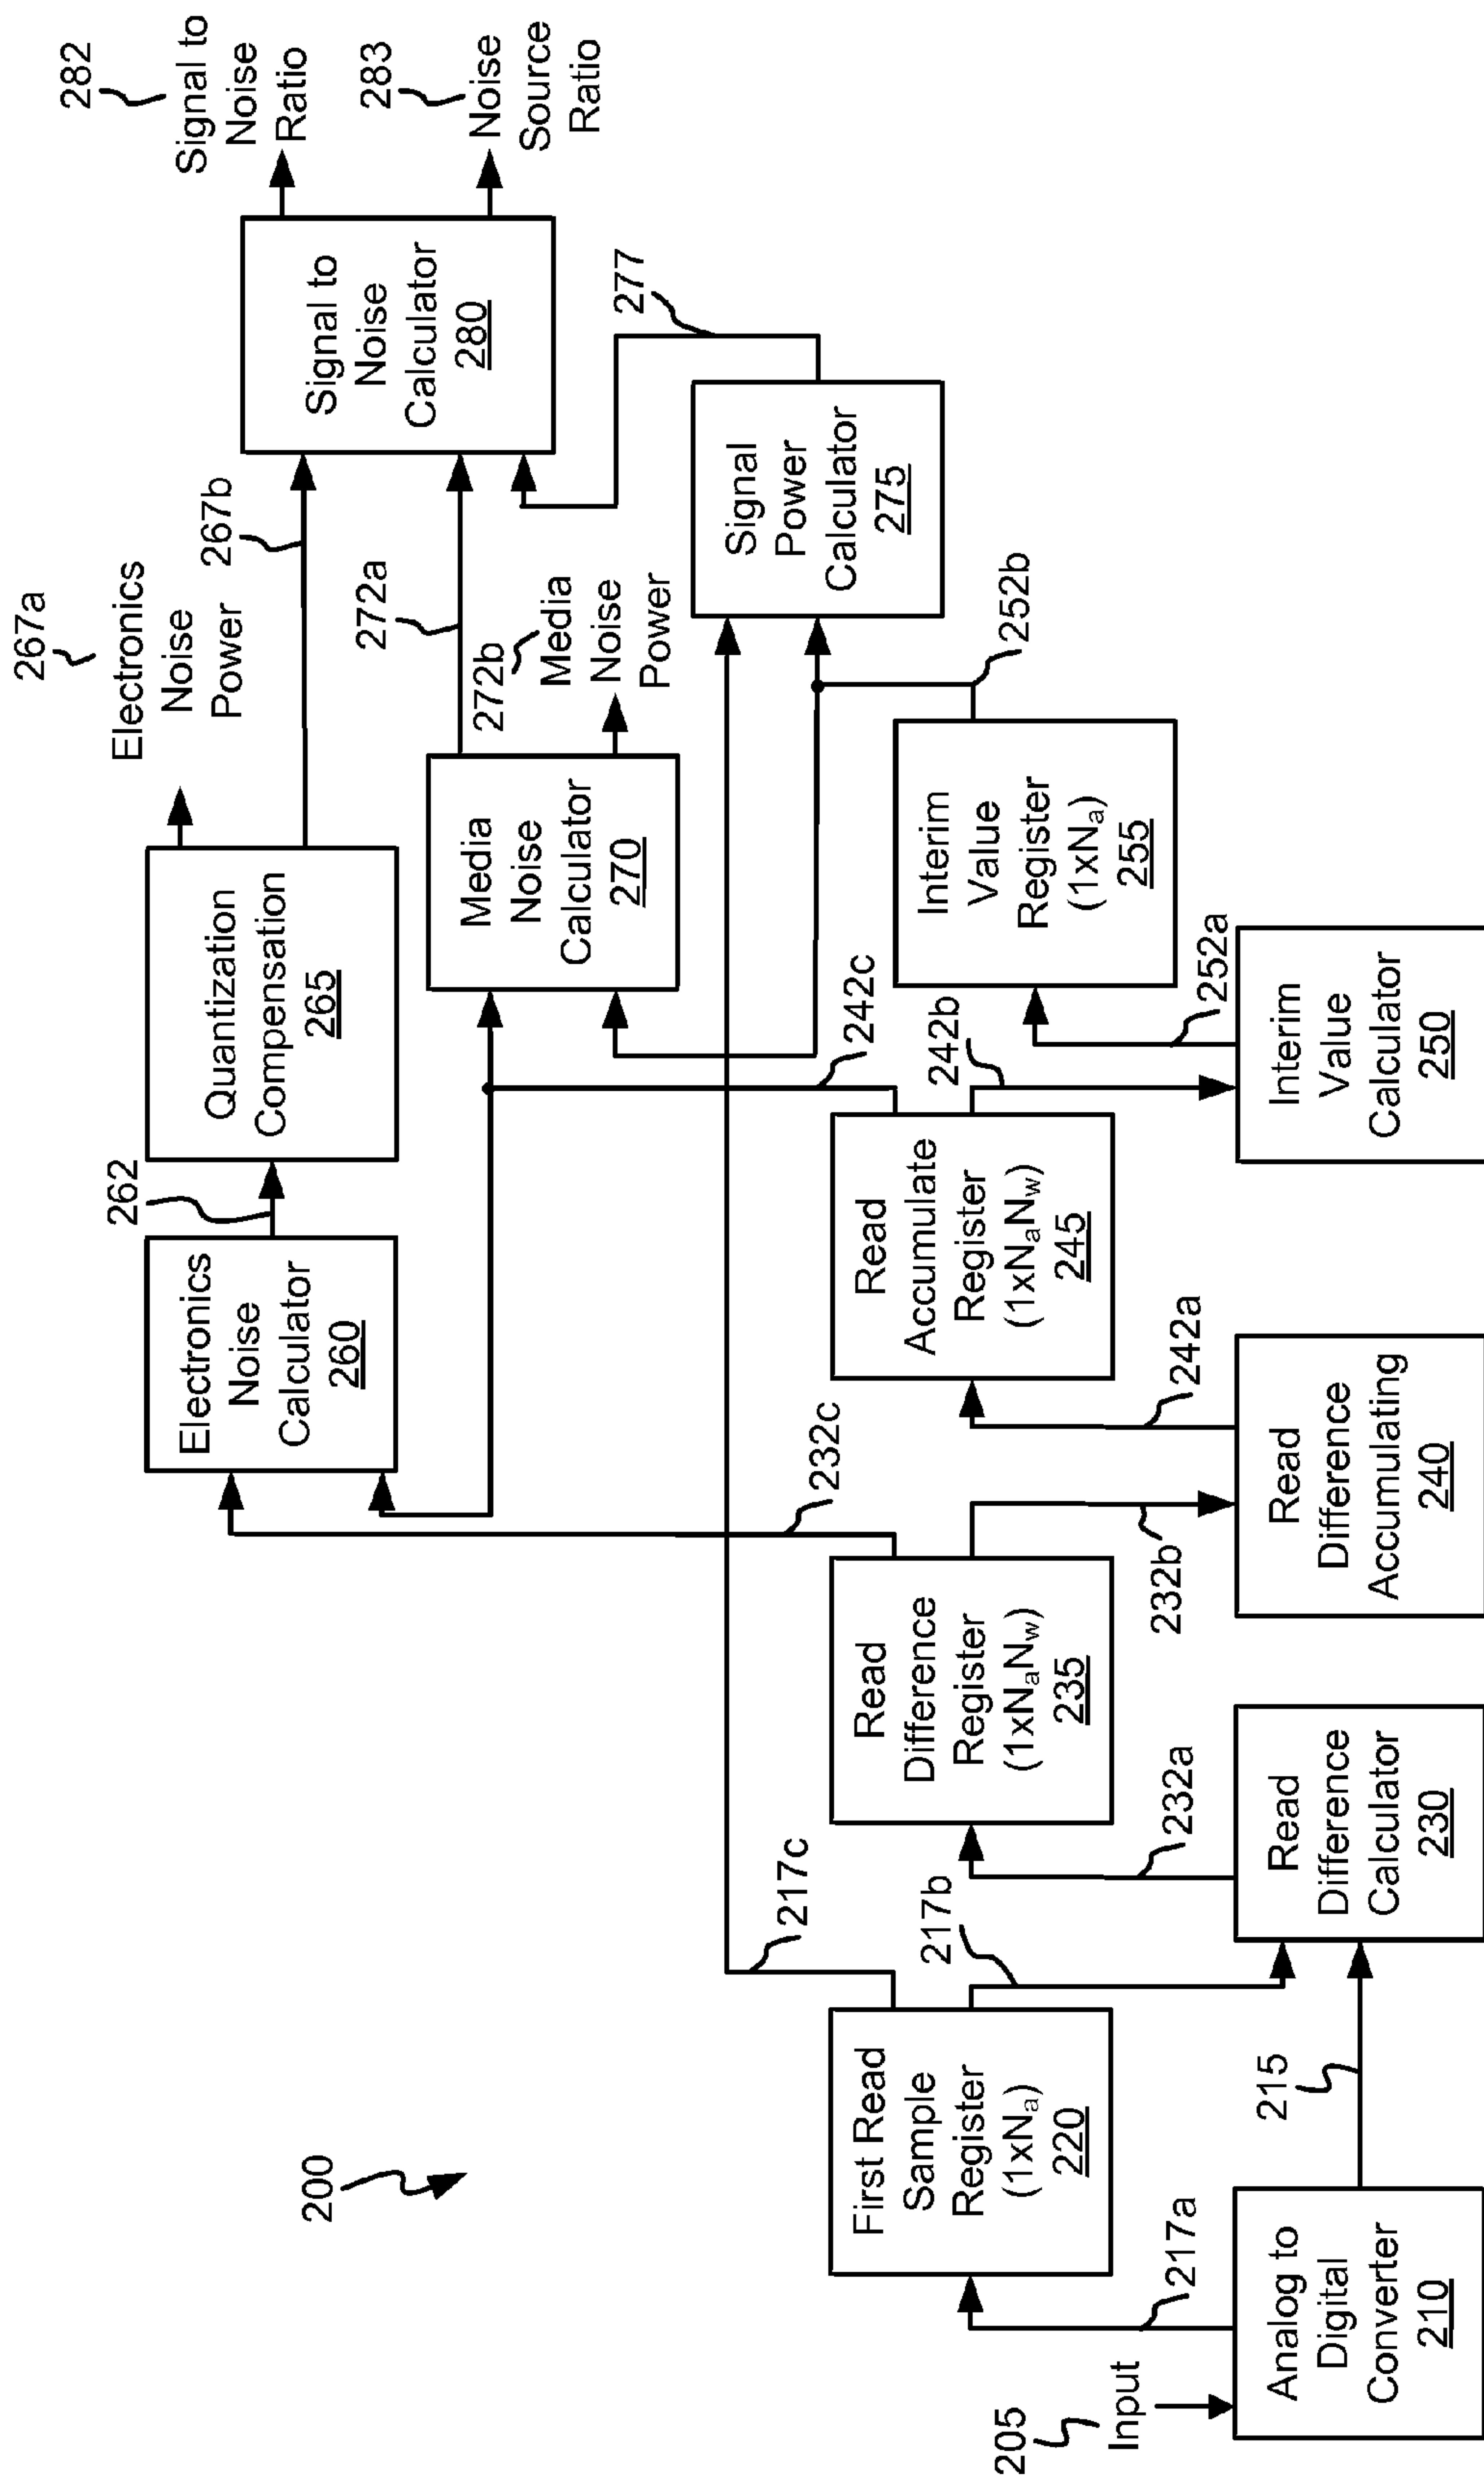 200
267a
Electronics
Noise
Power
282
Signal to
Noise
Ratio
283
Noise
Source
Ratio
262
267b
Electronics
Noise
Calculator
260
Quantization
Compensation
265
Signal to
Noise
Calculator
280
272a
272b
Media
Noise
Power
Media
Noise
Calculator
270
277
Signal
Power
Calculator
275
217c
232c
242c
252b
First Read
Sample
Register
(1xNa)
220
217b
Read
Difference
Register
(1xNaNw)
235
232b
Read
Accumulate
Register
(1xNaNw)
245
242b
Interim
Value
Register
(1xNa)
255
205
Input
217a
215
232a
242a
252a
Analog to
Digital
Converter
210
Read
Difference
Calculator
230
Read
Difference
Accumulating
240
Interim
Value
Calculator
250